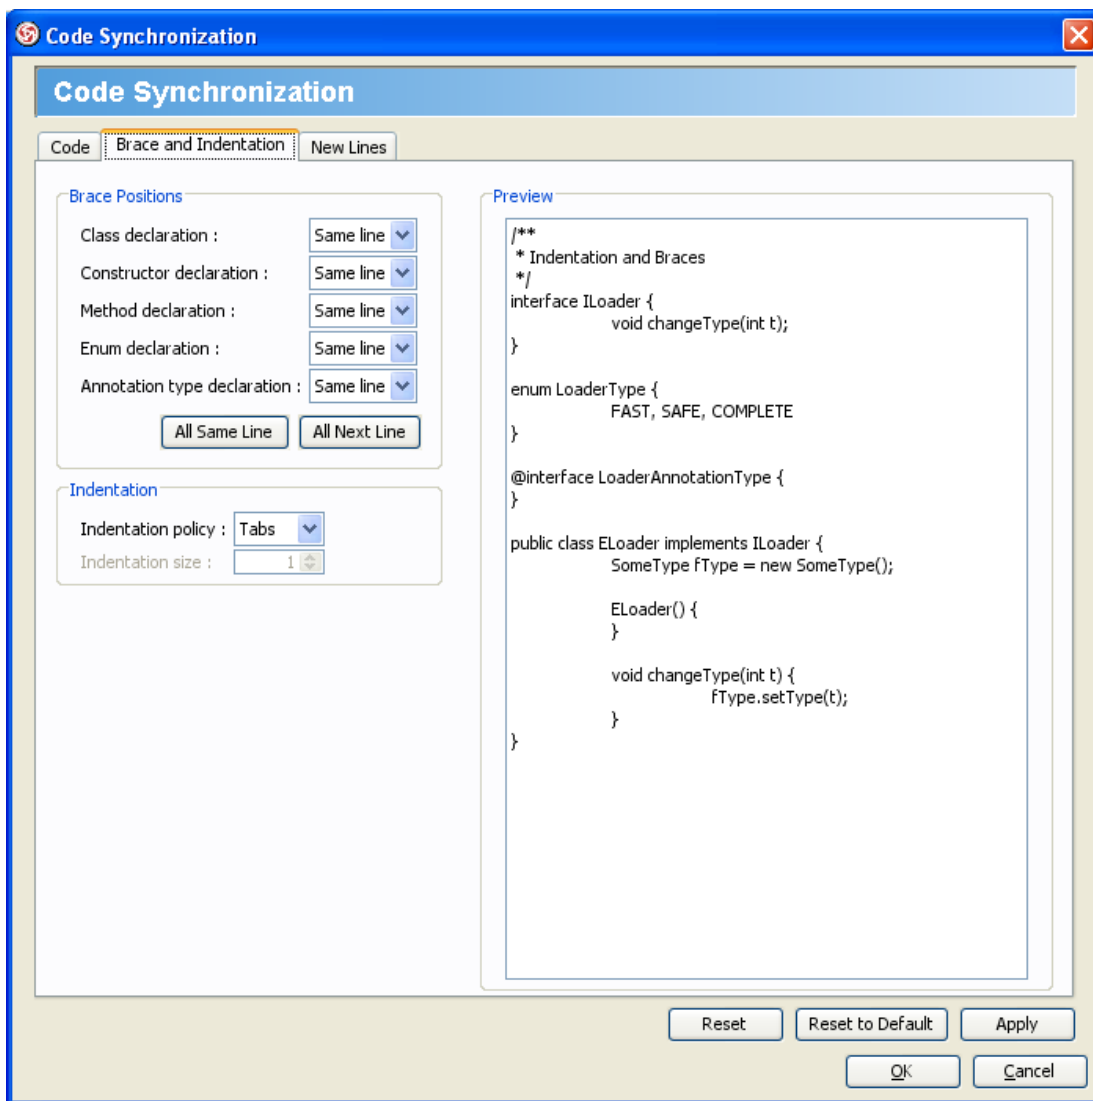 Code Synchronization
Code Synchronization
Code
Brace and Indentation
New Lines
Brace Positions
Class declaration :
Same line
Constructor declaration :
Same line
Method declaration :
Same line
Enum declaration :
Same line
Annotation type declaration :
Same line
All Same Line
All Next Line
Indentation
Indentation policy :
Tabs
Indentation size :
1
Preview
/**
* Indentation and Braces
*/
interface ILoader {
void changeType(int t);
}
enum LoaderType {
FAST, SAFE, COMPLETE
}
@interface LoaderAnnotationType {
}
public class ELoader implements ILoader {
SomeType fType = new SomeType();
ELoader() {
}
void changeType(int t) {
fType.setType(t);
}
}
Reset
Reset to Default
Apply
OK
Cancel